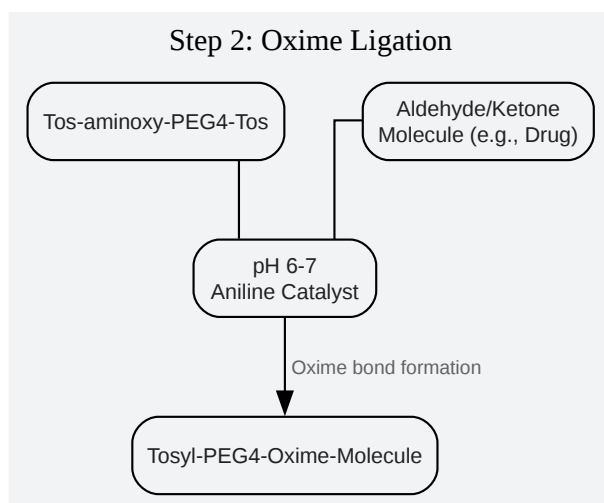 Step 2: Oxime Ligation
Tos-aminoxy-PEG4-Tos
Aldehyde/Ketone
Molecule (e.g., Drug)
pH 6-7
Aniline Catalyst
Oxime bond formation
Tosyl-PEG4-Oxime-Molecule